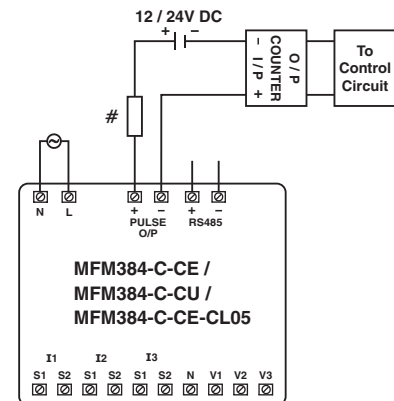 12 / 24V DC
+ −
− I/P +
COUNTER
O/P
To
Control
Circuit
#
N L + − + −
PULSE
O/P
RS485
MFM384-C-CE /
MFM384-C-CU /
MFM384-C-CE-CL05
I1 I2 I3
S1 S2 S1 S2 S1 S2 N V1 V2 V3